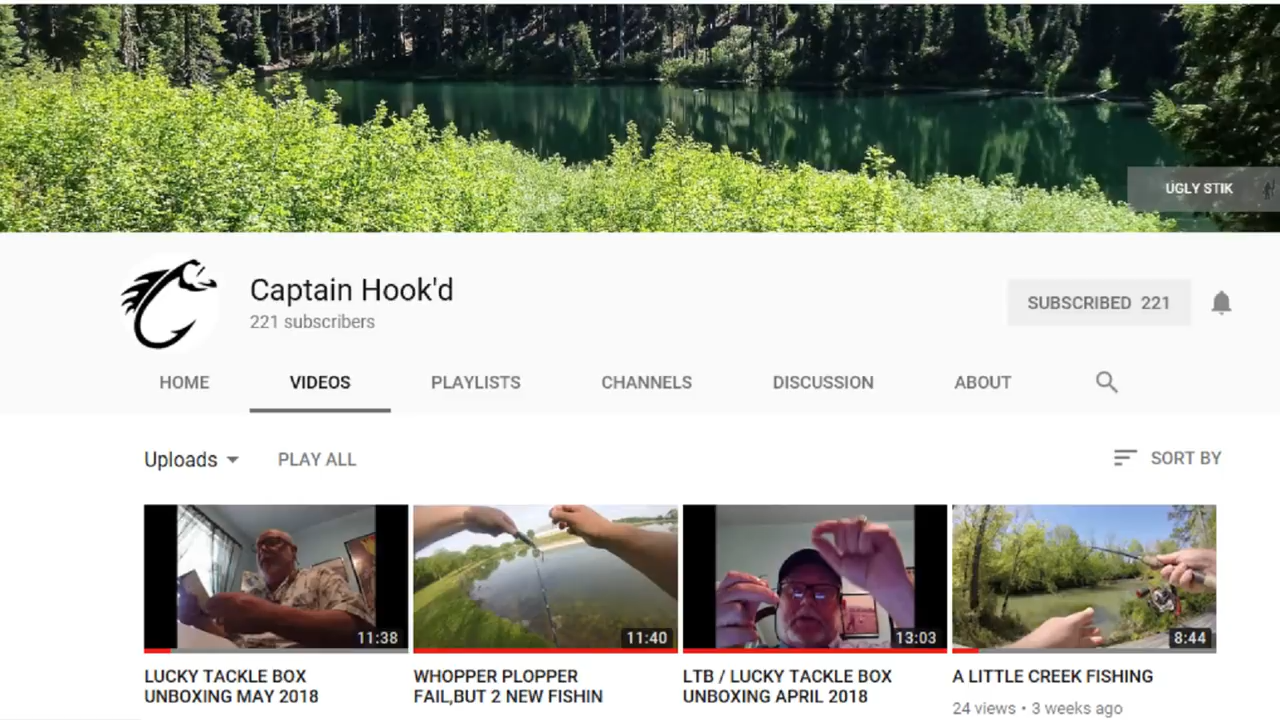 UGLY STIK
Captain Hook'd
221 subscribers
SUBSCRIBED 221
HOME VIDEOS PLAYLISTS CHANNELS DISCUSSION ABOUT
Uploads PLAY ALL SORT BY
11:38 11:40 13:03 8:44
LUCKY TACKLE BOX
UNBOXING MAY 2018
WHOPPER PLOPPER
FAIL,BUT 2 NEW FISHIN
LTB / LUCKY TACKLE BOX
UNBOXING APRIL 2018
A LITTLE CREEK FISHING
24 views • 3 weeks ago